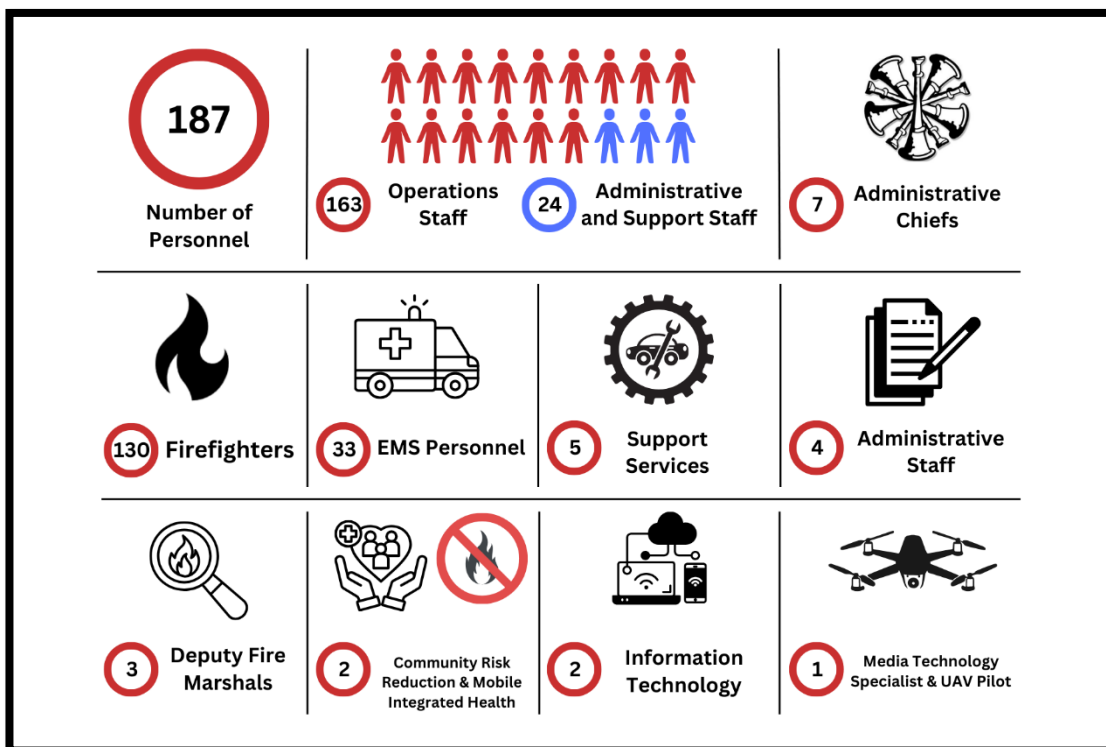 187
Number of
Personnel
163
Operations
Staff
24
Administrative
and Support Staff
7
Administrative
Chiefs
130
Firefighters
33
EMS Personnel
5
Support
Services
4
Administrative
Staff
3
Deputy Fire
Marshals
2
Community Risk
Reduction & Mobile
Integrated Health
2
Information
Technology
1
Media Technology
Specialist & UAV Pilot